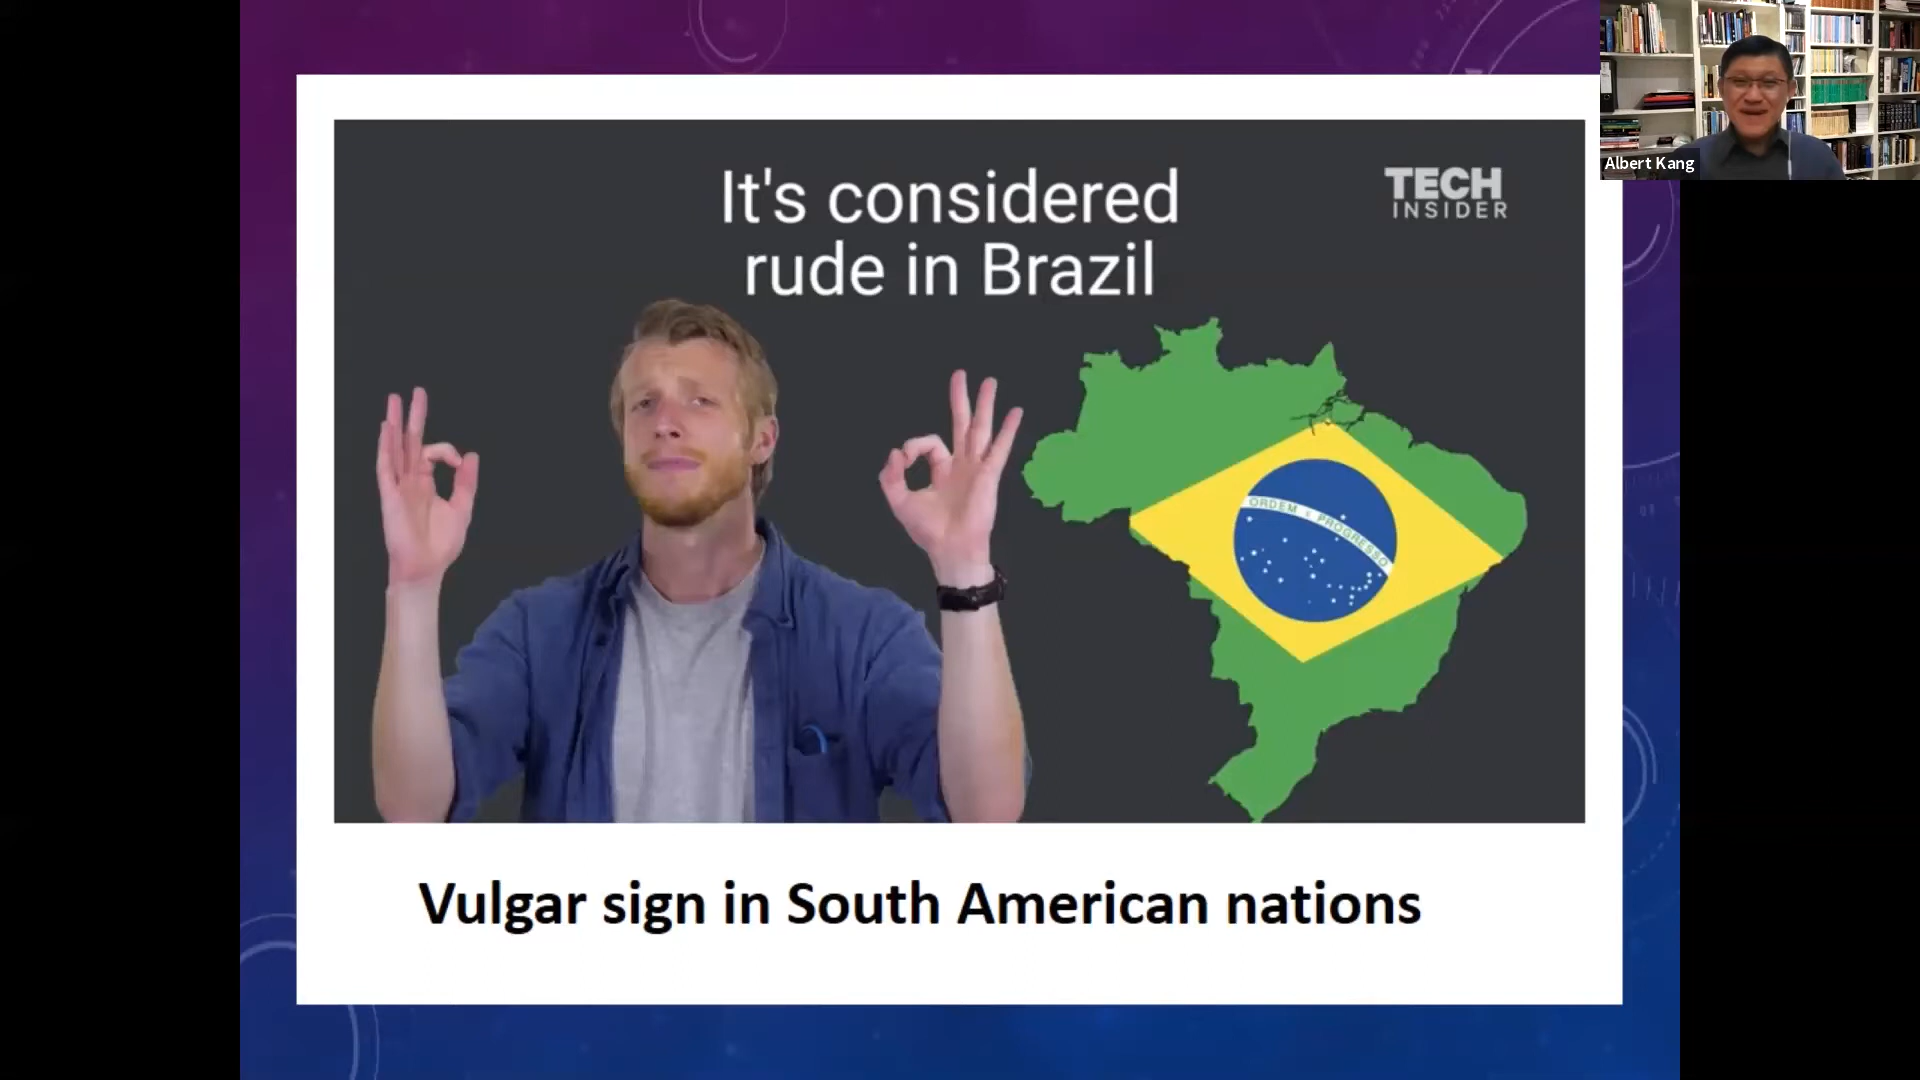 It's considered
rude in Brazil
TECH
INSIDER
Albert Kang
ORDEM E PROGRESSO
Vulgar sign in South American nations